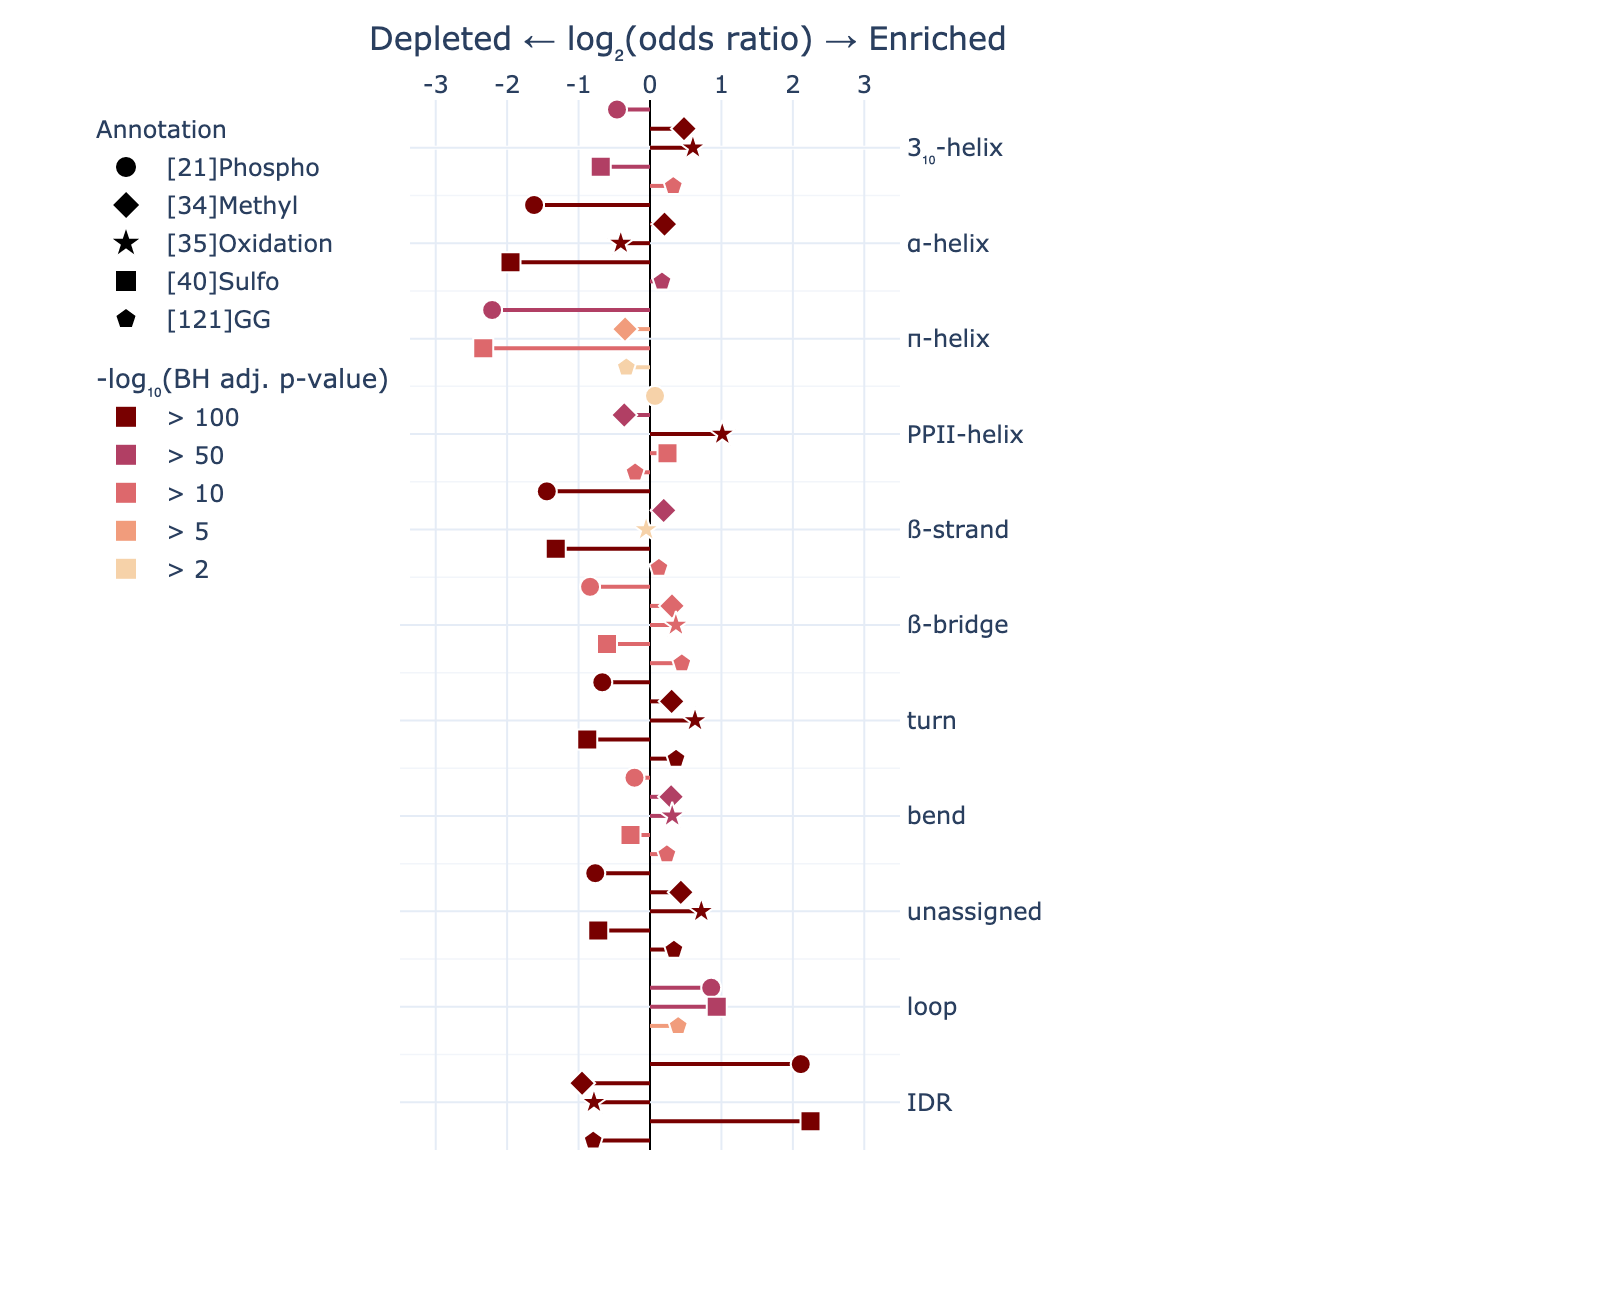 Depleted ← log₂(odds ratio) → Enriched
-3 -2 -1 0 1 2 3
Annotation
[21]Phospho
[34]Methyl
[35]Oxidation
[40]Sulfo
[121]GG
-log₁₀(BH adj. p-value)
> 100
> 50
> 10
> 5
> 2
3₁₀-helix
α-helix
π-helix
PPII-helix
ß-strand
ß-bridge
turn
bend
unassigned
loop
IDR